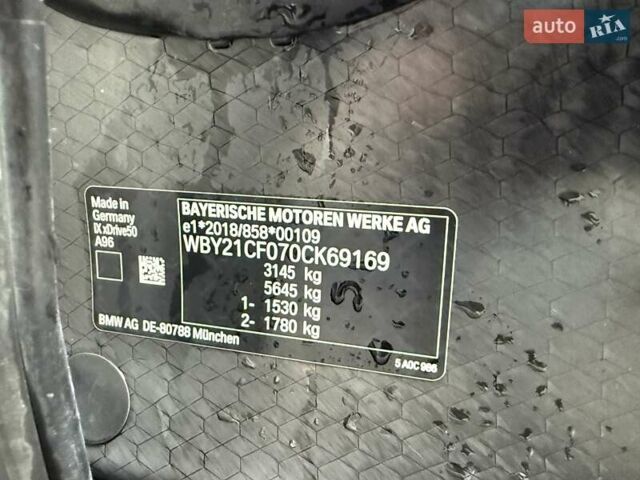 auto RIA.com
Made in
Germany
IX xDrive50
A96
BAYERISCHE MOTOREN WERKE AG
e1*2018/858*00109
WBY21CF070CK69169
3145 kg
5645 kg
1- 1530 kg
2- 1780 kg
BMW AG DE-80788 München
5 A0C 986